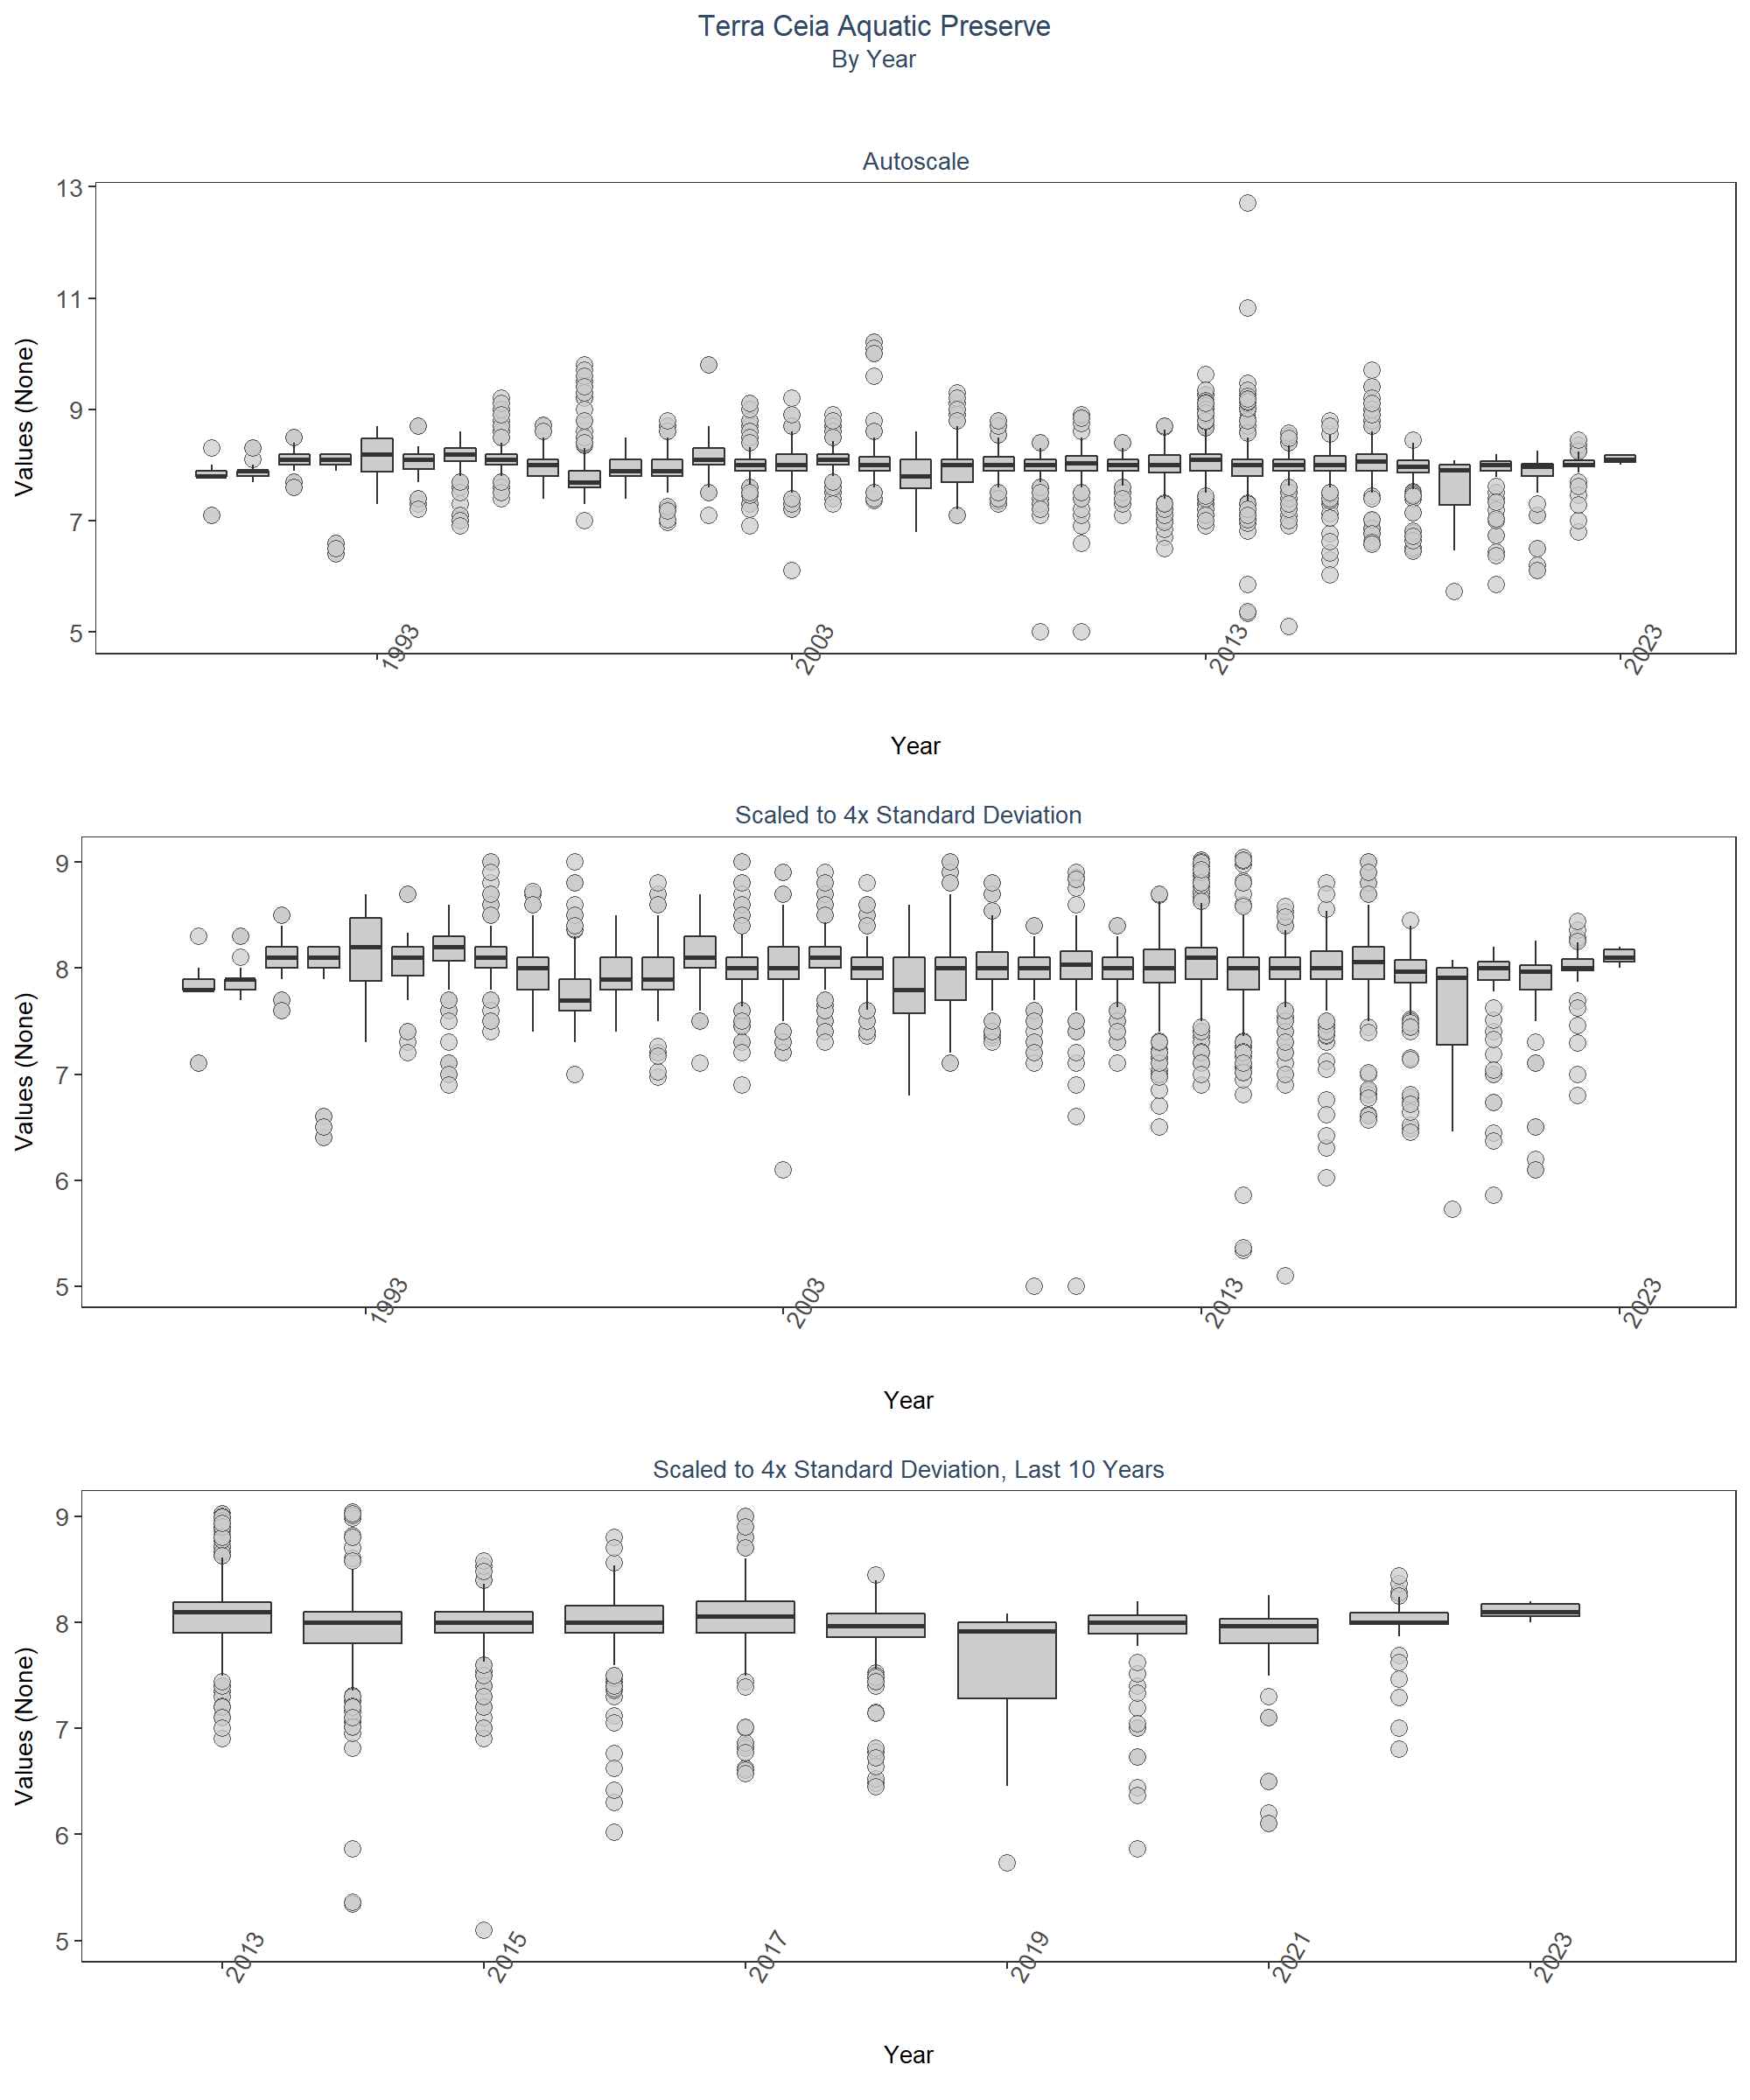 Terra Ceia Aquatic Preserve
By Year
Autoscale
13
11
9
7
5
Values (None)
1993
2003
2013
2023
Year
Scaled to 4x Standard Deviation
9
8
7
6
5
Values (None)
1993
2003
2013
2023
Year
Scaled to 4x Standard Deviation, Last 10 Years
9
8
7
6
5
Values (None)
2013
2015
2017
2019
2021
2023
Year